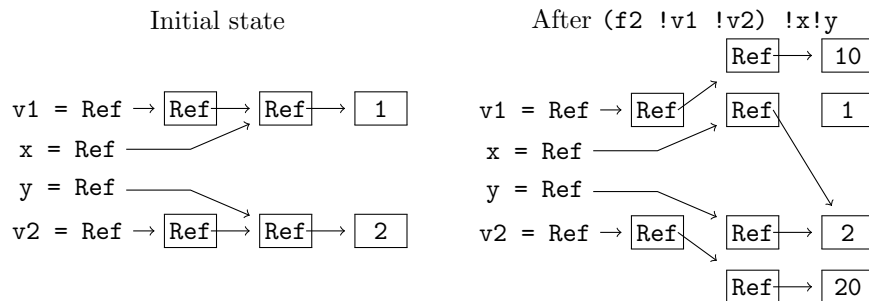 Initial state
v1 = Ref Ref Ref 1
x = Ref
y = Ref
v2 = Ref Ref Ref 2
After (f2 !v1 !v2) !x!y
Ref 10
v1 = Ref Ref Ref 1
x = Ref
y = Ref
v2 = Ref Ref Ref 2
Ref 20